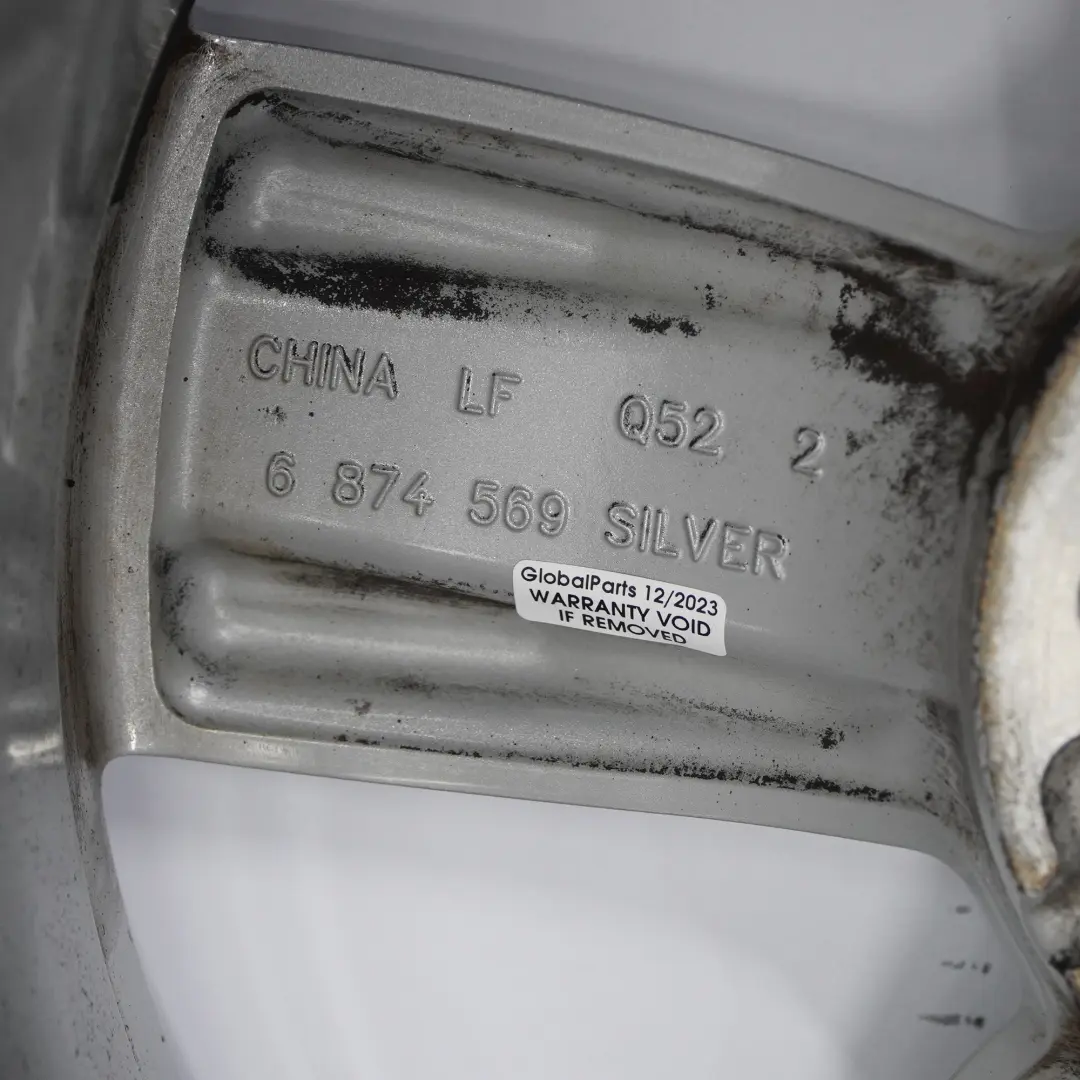 CHINA LF Q52 2
6 874 569 SILVER
GlobalParts 12/2023
WARRANTY VOID
IF REMOVED